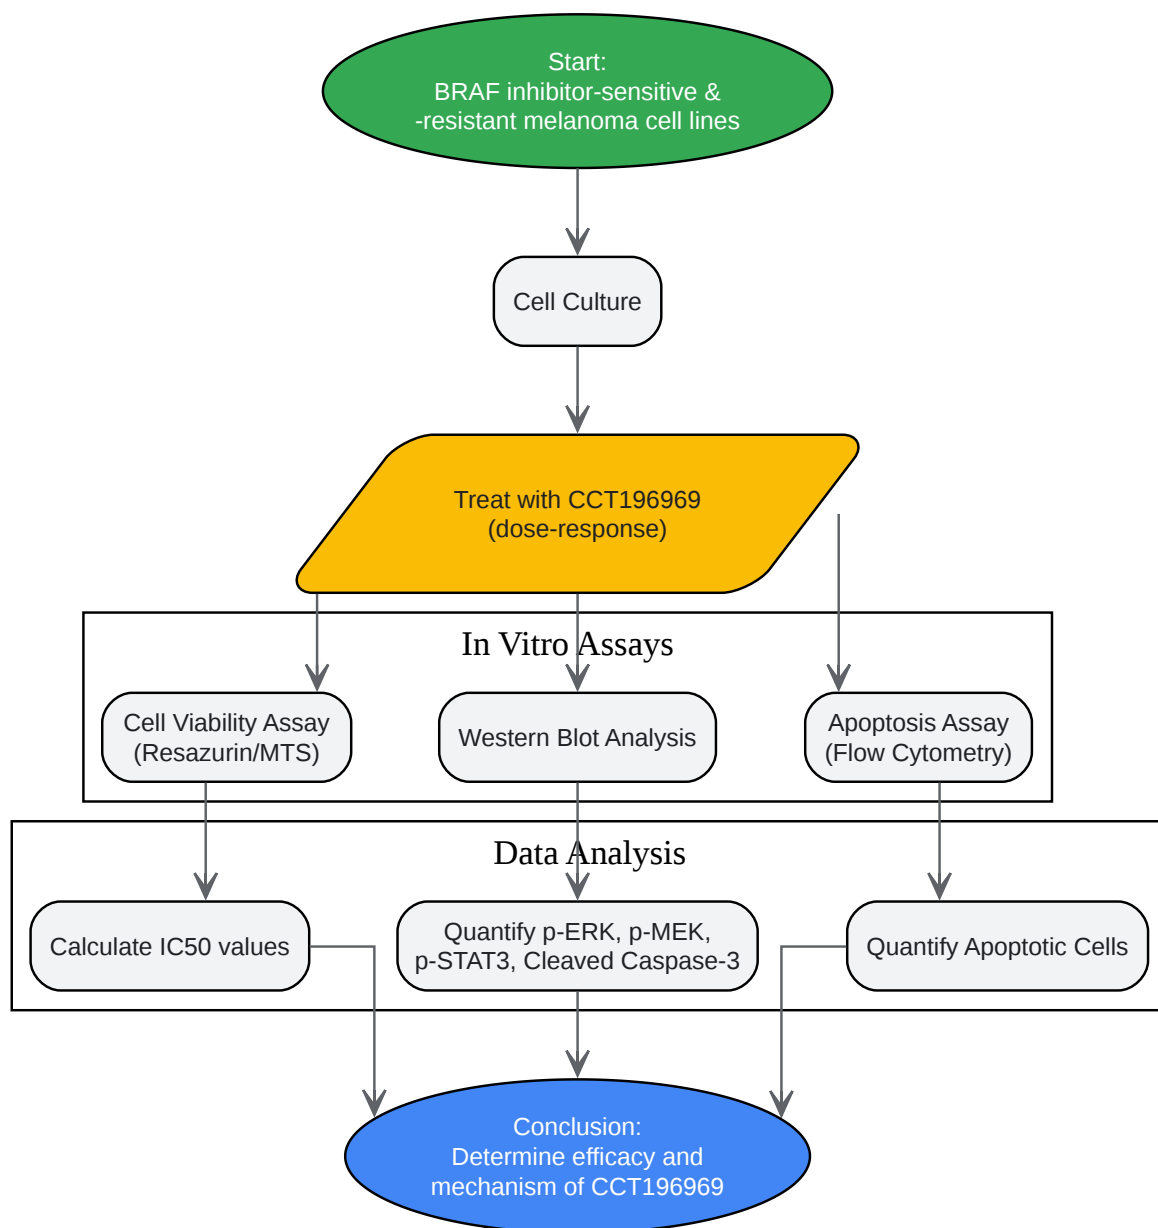 Start:
BRAF inhibitor-sensitive &
-resistant melanoma cell lines
Cell Culture
Treat with CCT196969
(dose-response)
In Vitro Assays
Cell Viability Assay
(Resazurin/MTS)
Western Blot Analysis
Apoptosis Assay
(Flow Cytometry)
Data Analysis
Calculate IC50 values
Quantify p-ERK, p-MEK,
p-STAT3, Cleaved Caspase-3
Quantify Apoptotic Cells
Conclusion:
Determine efficacy and
mechanism of CCT196969